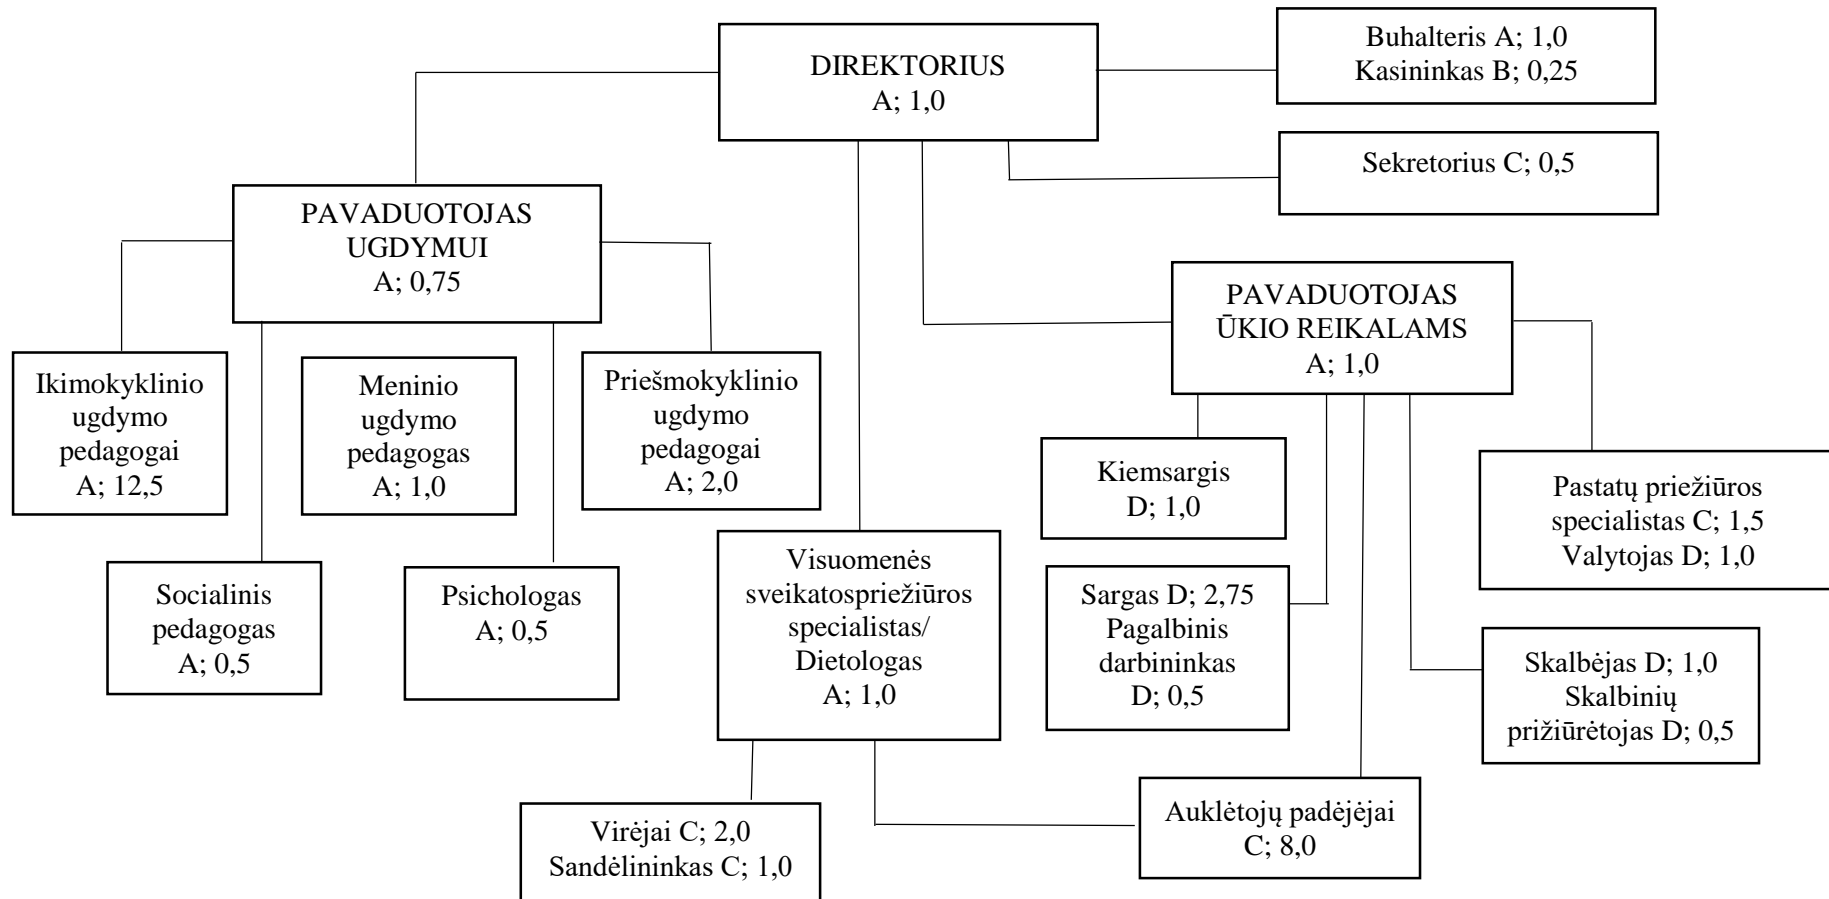 DIREKTORIUS
A; 1,0
Buhalteris A; 1,0
Kasininkas B; 0,25
Sekretorius C; 0,5
PAVADUOTOJAS
UGDYMUI
A; 0,75
PAVADUOTOJAS
ŪKIO REIKALAMS
A; 1,0
Ikimokyklinio
ugdymo
pedagogai
A; 12,5
Meninio
ugdymo
pedagogas
A; 1,0
Priešmokyklinio
ugdymo
pedagogai
A; 2,0
Kiemsargis
D; 1,0
Pastatų priežiūros
specialistas C; 1,5
Valytojas D; 1,0
Socialinis
pedagogas
A; 0,5
Psichologas
A; 0,5
Visuomenės
sveikatospriežiūros
specialistas/
Dietologas
A; 1,0
Sargas D; 2,75
Pagalbinis
darbininkas
D; 0,5
Skalbėjas D; 1,0
Skalbinių
prižiūrėtojas D; 0,5
Virėjai C; 2,0
Sandėlininkas C; 1,0
Auklėtojų padėjėjai
C; 8,0